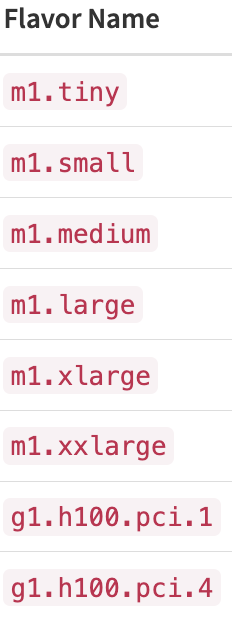 Flavor Name
m1.tiny
m1.small
m1.medium
m1.large
m1.xlarge
m1.xxlarge
g1.h100.pci.1
g1.h100.pci.4